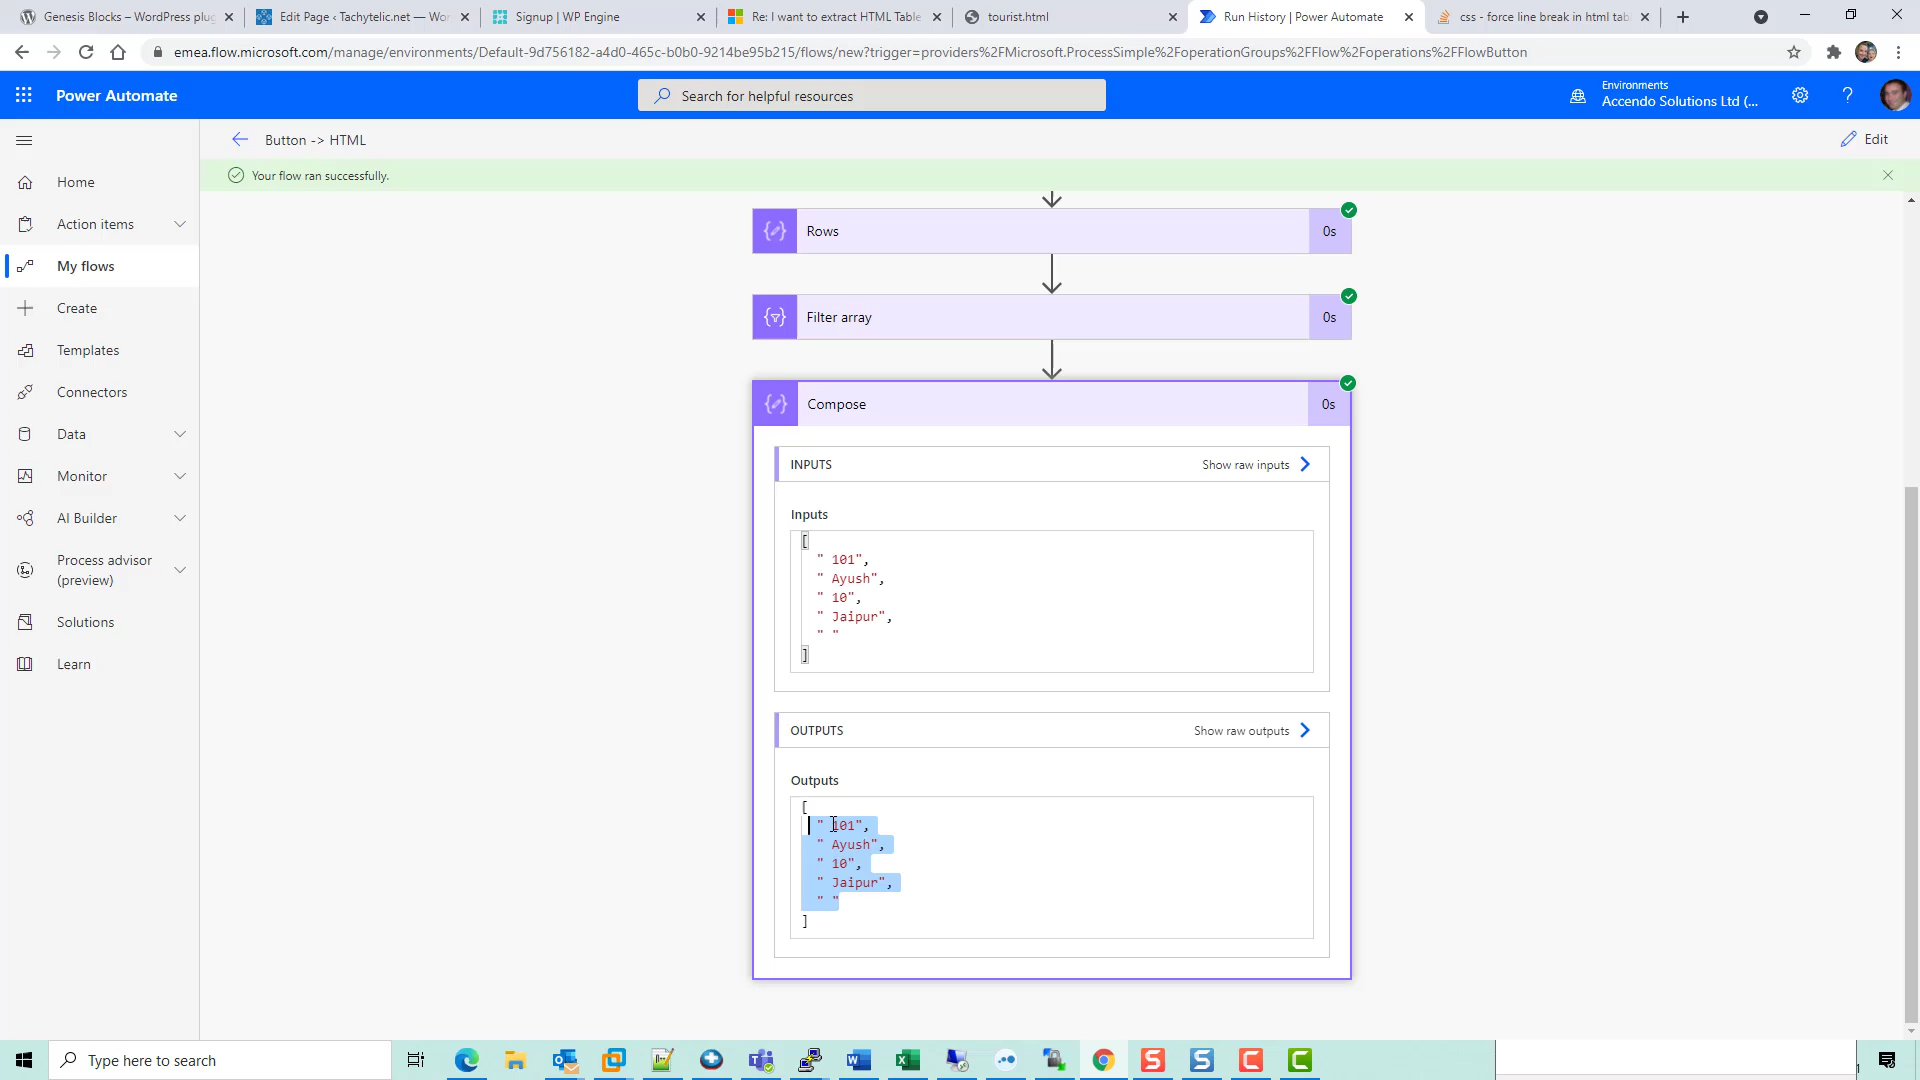 Genesis Blocks – WordPress plug
Edit Page ‹ Tachytelic.net — Wor
Signup | WP Engine
Re: I want to extract HTML Table
tourist.html
Run History | Power Automate
css - force line break in html tab
emea.flow.microsoft.com/manage/environments/Default-9d756182-a4d0-465c-b0b0-9214be95b215/flows/new?trigger=providers%2FMicrosoft.ProcessSimple%2FoperationGroups%2FFlow%2Foperations%2FFlowButton
Power Automate
Search for helpful resources
Environments
Accendo Solutions Ltd (...
Button -> HTML
Edit
Your flow ran successfully.
Home
Action items
My flows
Create
Templates
Connectors
Data
Monitor
AI Builder
Process advisor
(preview)
Solutions
Learn
Rows
0s
Filter array
0s
Compose
0s
INPUTS
Show raw inputs
Inputs
[
" 101",
" Ayush",
" 10",
" Jaipur",
" "
]
OUTPUTS
Show raw outputs
Outputs
[
" 101",
" Ayush",
" 10",
" Jaipur",
" "
]
Type here to search